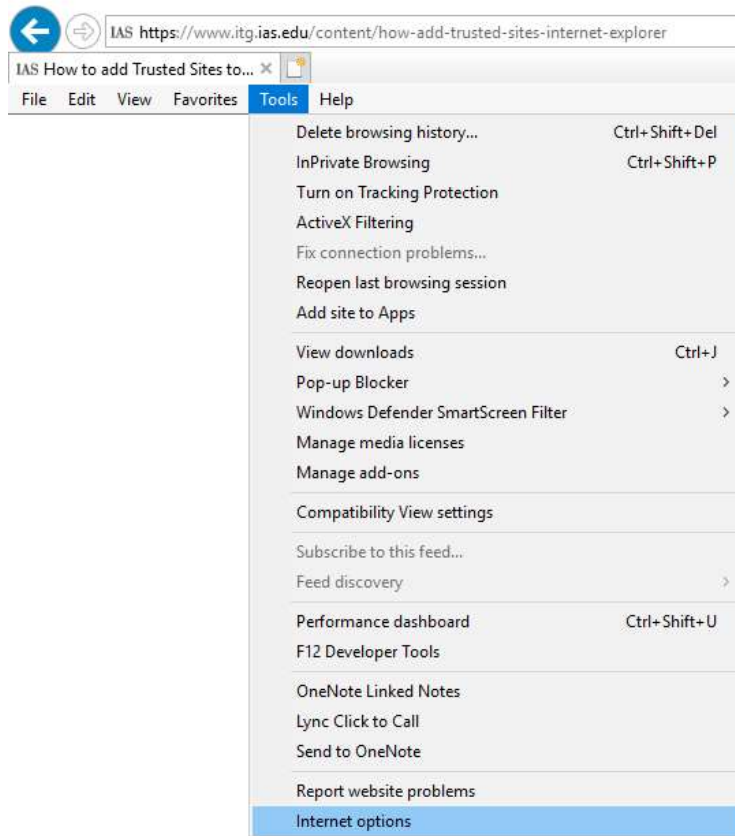 IAS https://www.itg.ias.edu/content/how-add-trusted-sites-internet-explorer
IAS How to add Trusted Sites to...
File Edit View Favorites Tools Help
Delete browsing history... Ctrl+Shift+Del
InPrivate Browsing Ctrl+Shift+P
Turn on Tracking Protection
ActiveX Filtering
Fix connection problems...
Reopen last browsing session
Add site to Apps
View downloads Ctrl+J
Pop-up Blocker
Windows Defender SmartScreen Filter
Manage media licenses
Manage add-ons
Compatibility View settings
Subscribe to this feed...
Feed discovery
Performance dashboard Ctrl+Shift+U
F12 Developer Tools
OneNote Linked Notes
Lync Click to Call
Send to OneNote
Report website problems
Internet options